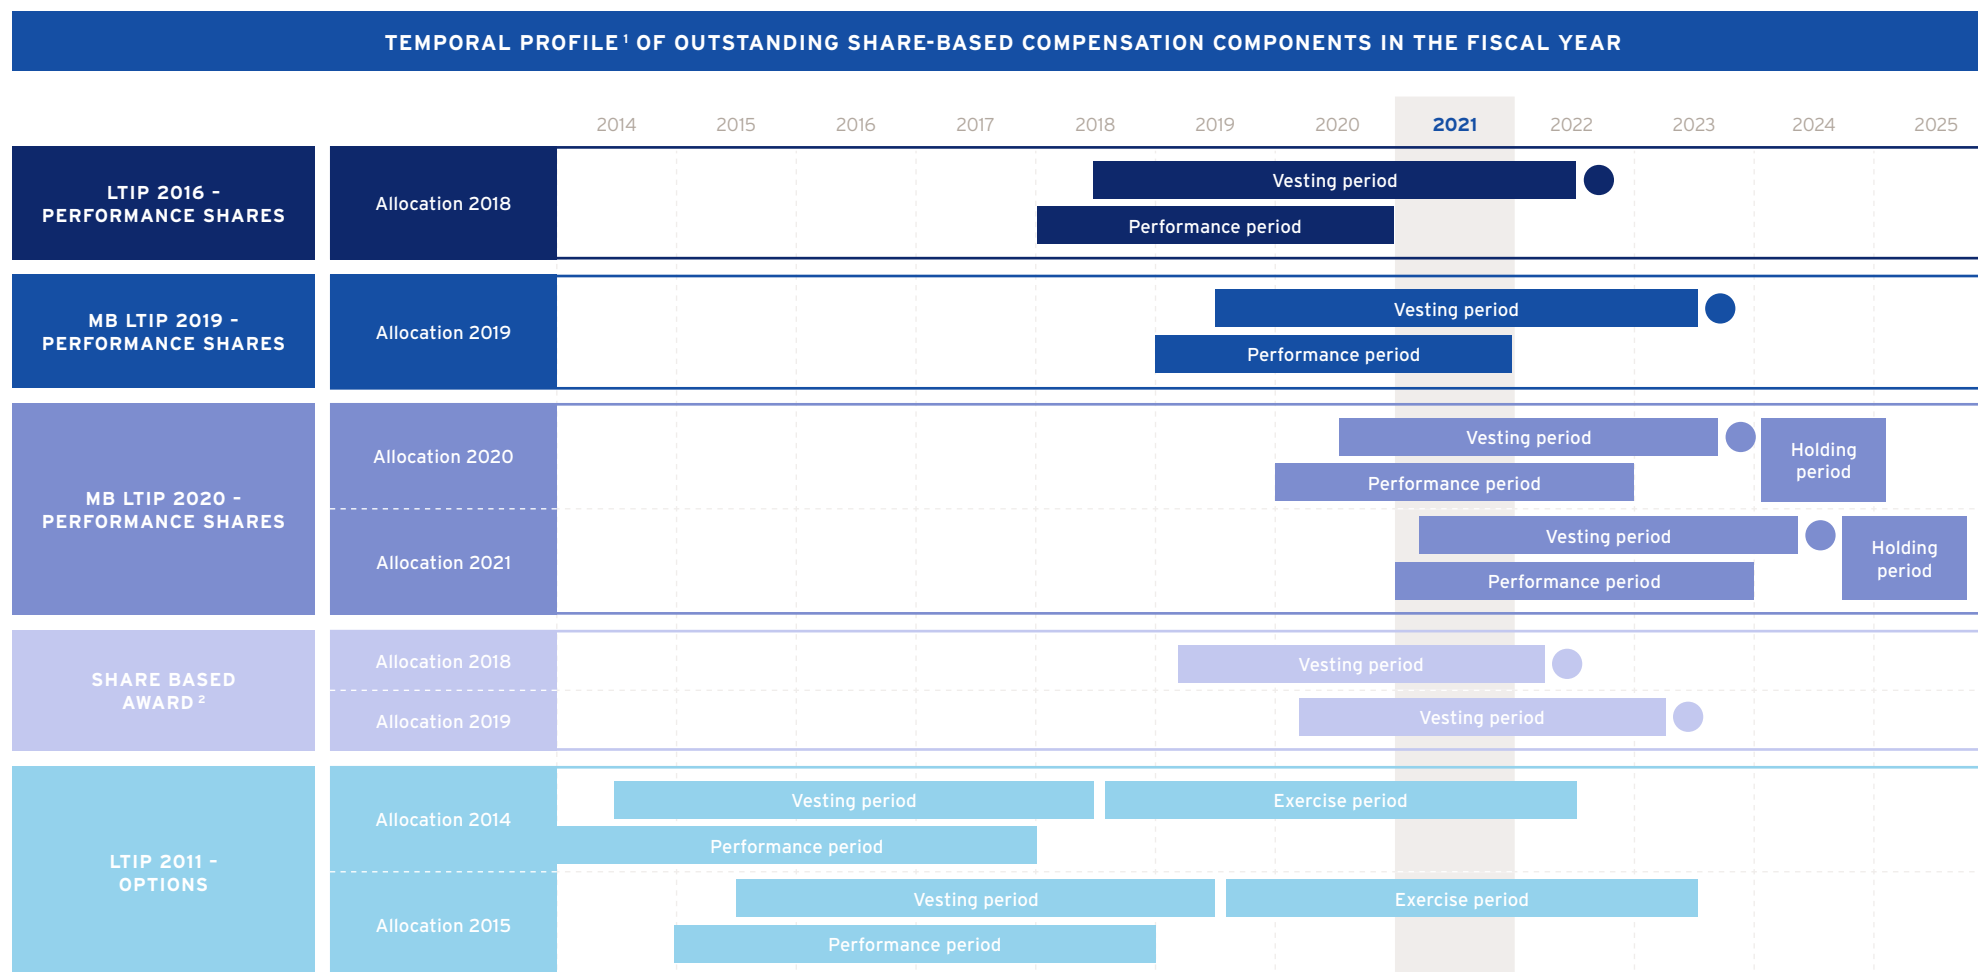 TEMPORAL PROFILE ¹ OF OUTSTANDING SHARE-BASED COMPENSATION COMPONENTS IN THE FISCAL YEAR
2014 2015 2016 2017 2018 2019 2020 2021 2022 2023 2024 2025
LTIP 2016 –
PERFORMANCE SHARES
Allocation 2018
Vesting period
Performance period
MB LTIP 2019 –
PERFORMANCE SHARES
Allocation 2019
Vesting period
Performance period
MB LTIP 2020 –
PERFORMANCE SHARES
Allocation 2020
Vesting period
Performance period
Holding
period
Allocation 2021
Vesting period
Performance period
Holding
period
SHARE BASED
AWARD ²
Allocation 2018
Vesting period
Allocation 2019
Vesting period
LTIP 2011 –
OPTIONS
Allocation 2014
Vesting period
Exercise period
Performance period
Allocation 2015
Vesting period
Exercise period
Performance period